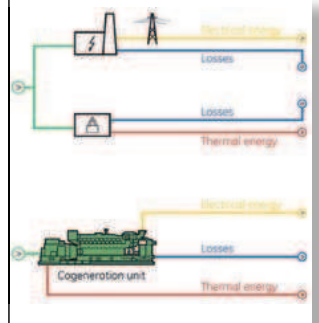 Electrical energy
Losses
Losses
Thermal energy
Electrical energy
Losses
Cogeneration unit
Thermal energy